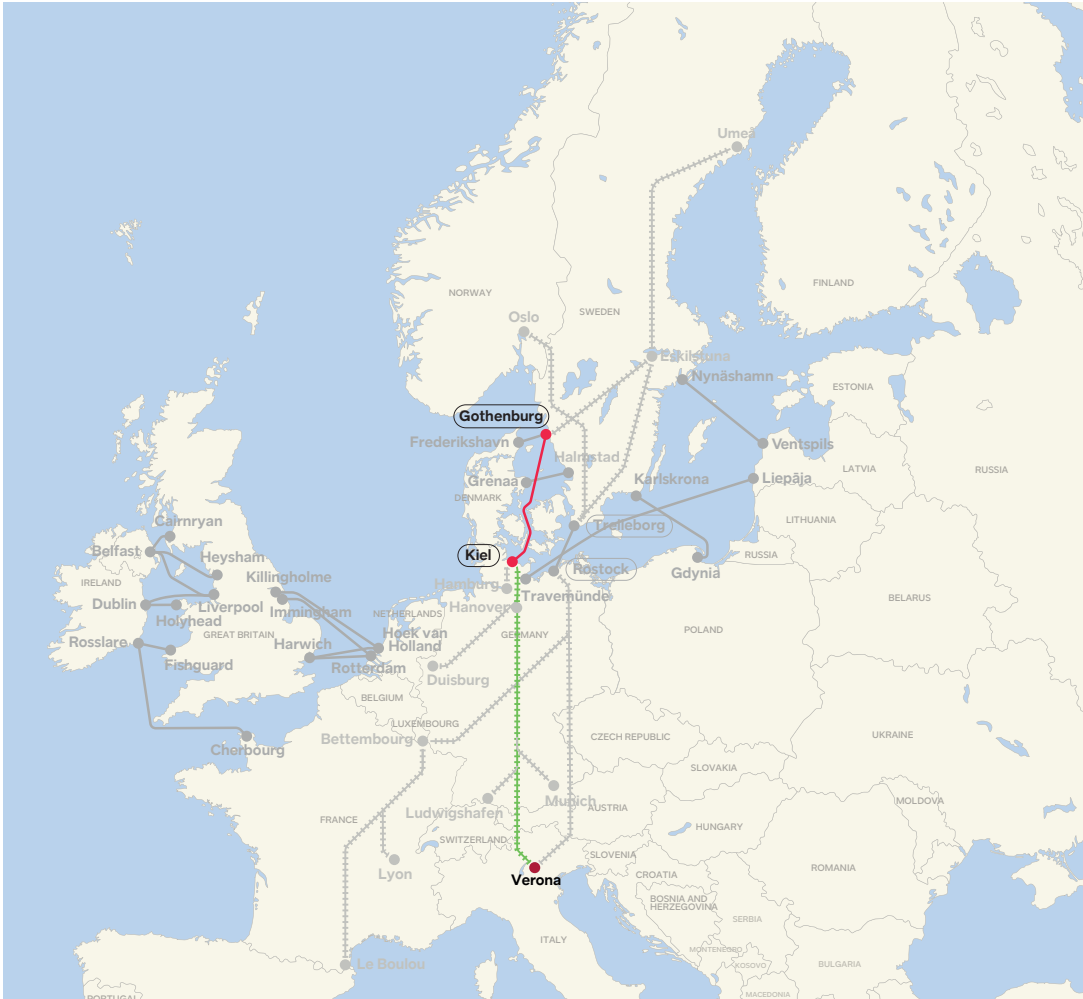 Umeå
FINLAND
NORWAY
SWEDEN
Oslo
Eskilstuna
Nynäshamn
ESTONIA
Gothenburg
Frederikshavn
Ventspils
Halmstad
LATVIA
RUSSIA
Grenaa
Karlskrona
Liepāja
DENMARK
LITHUANIA
Cairnryan
Trelleborg
Belfast
Heysham
Kiel
RUSSIA
Rostock
Gdynia
Killingholme
IRELAND
Hamburg
Travemünde
BELARUS
Dublin
Liverpool
Immingham
Hanover
Holyhead
NETHERLANDS
GREAT BRITAIN
Hoek van
Holland
GERMANY
POLAND
Rosslare
Harwich
Fishguard
Rotterdam
Duisburg
BELGIUM
LUXEMBOURG
Bettembourg
CZECH REPUBLIC
UKRAINE
Cherbourg
SLOVAKIA
Munich
MOLDOVA
Ludwigshafen
AUSTRIA
FRANCE
HUNGARY
SWITZERLAND
SLOVENIA
Lyon
CROATIA
ROMANIA
Verona
BOSNIA AND
HERZEGOVINA
SERBIA
ITALY
MONTENEGRO
Le Boulou
KOSOVO
BULGARIA
MACEDONIA
PORTUGAL